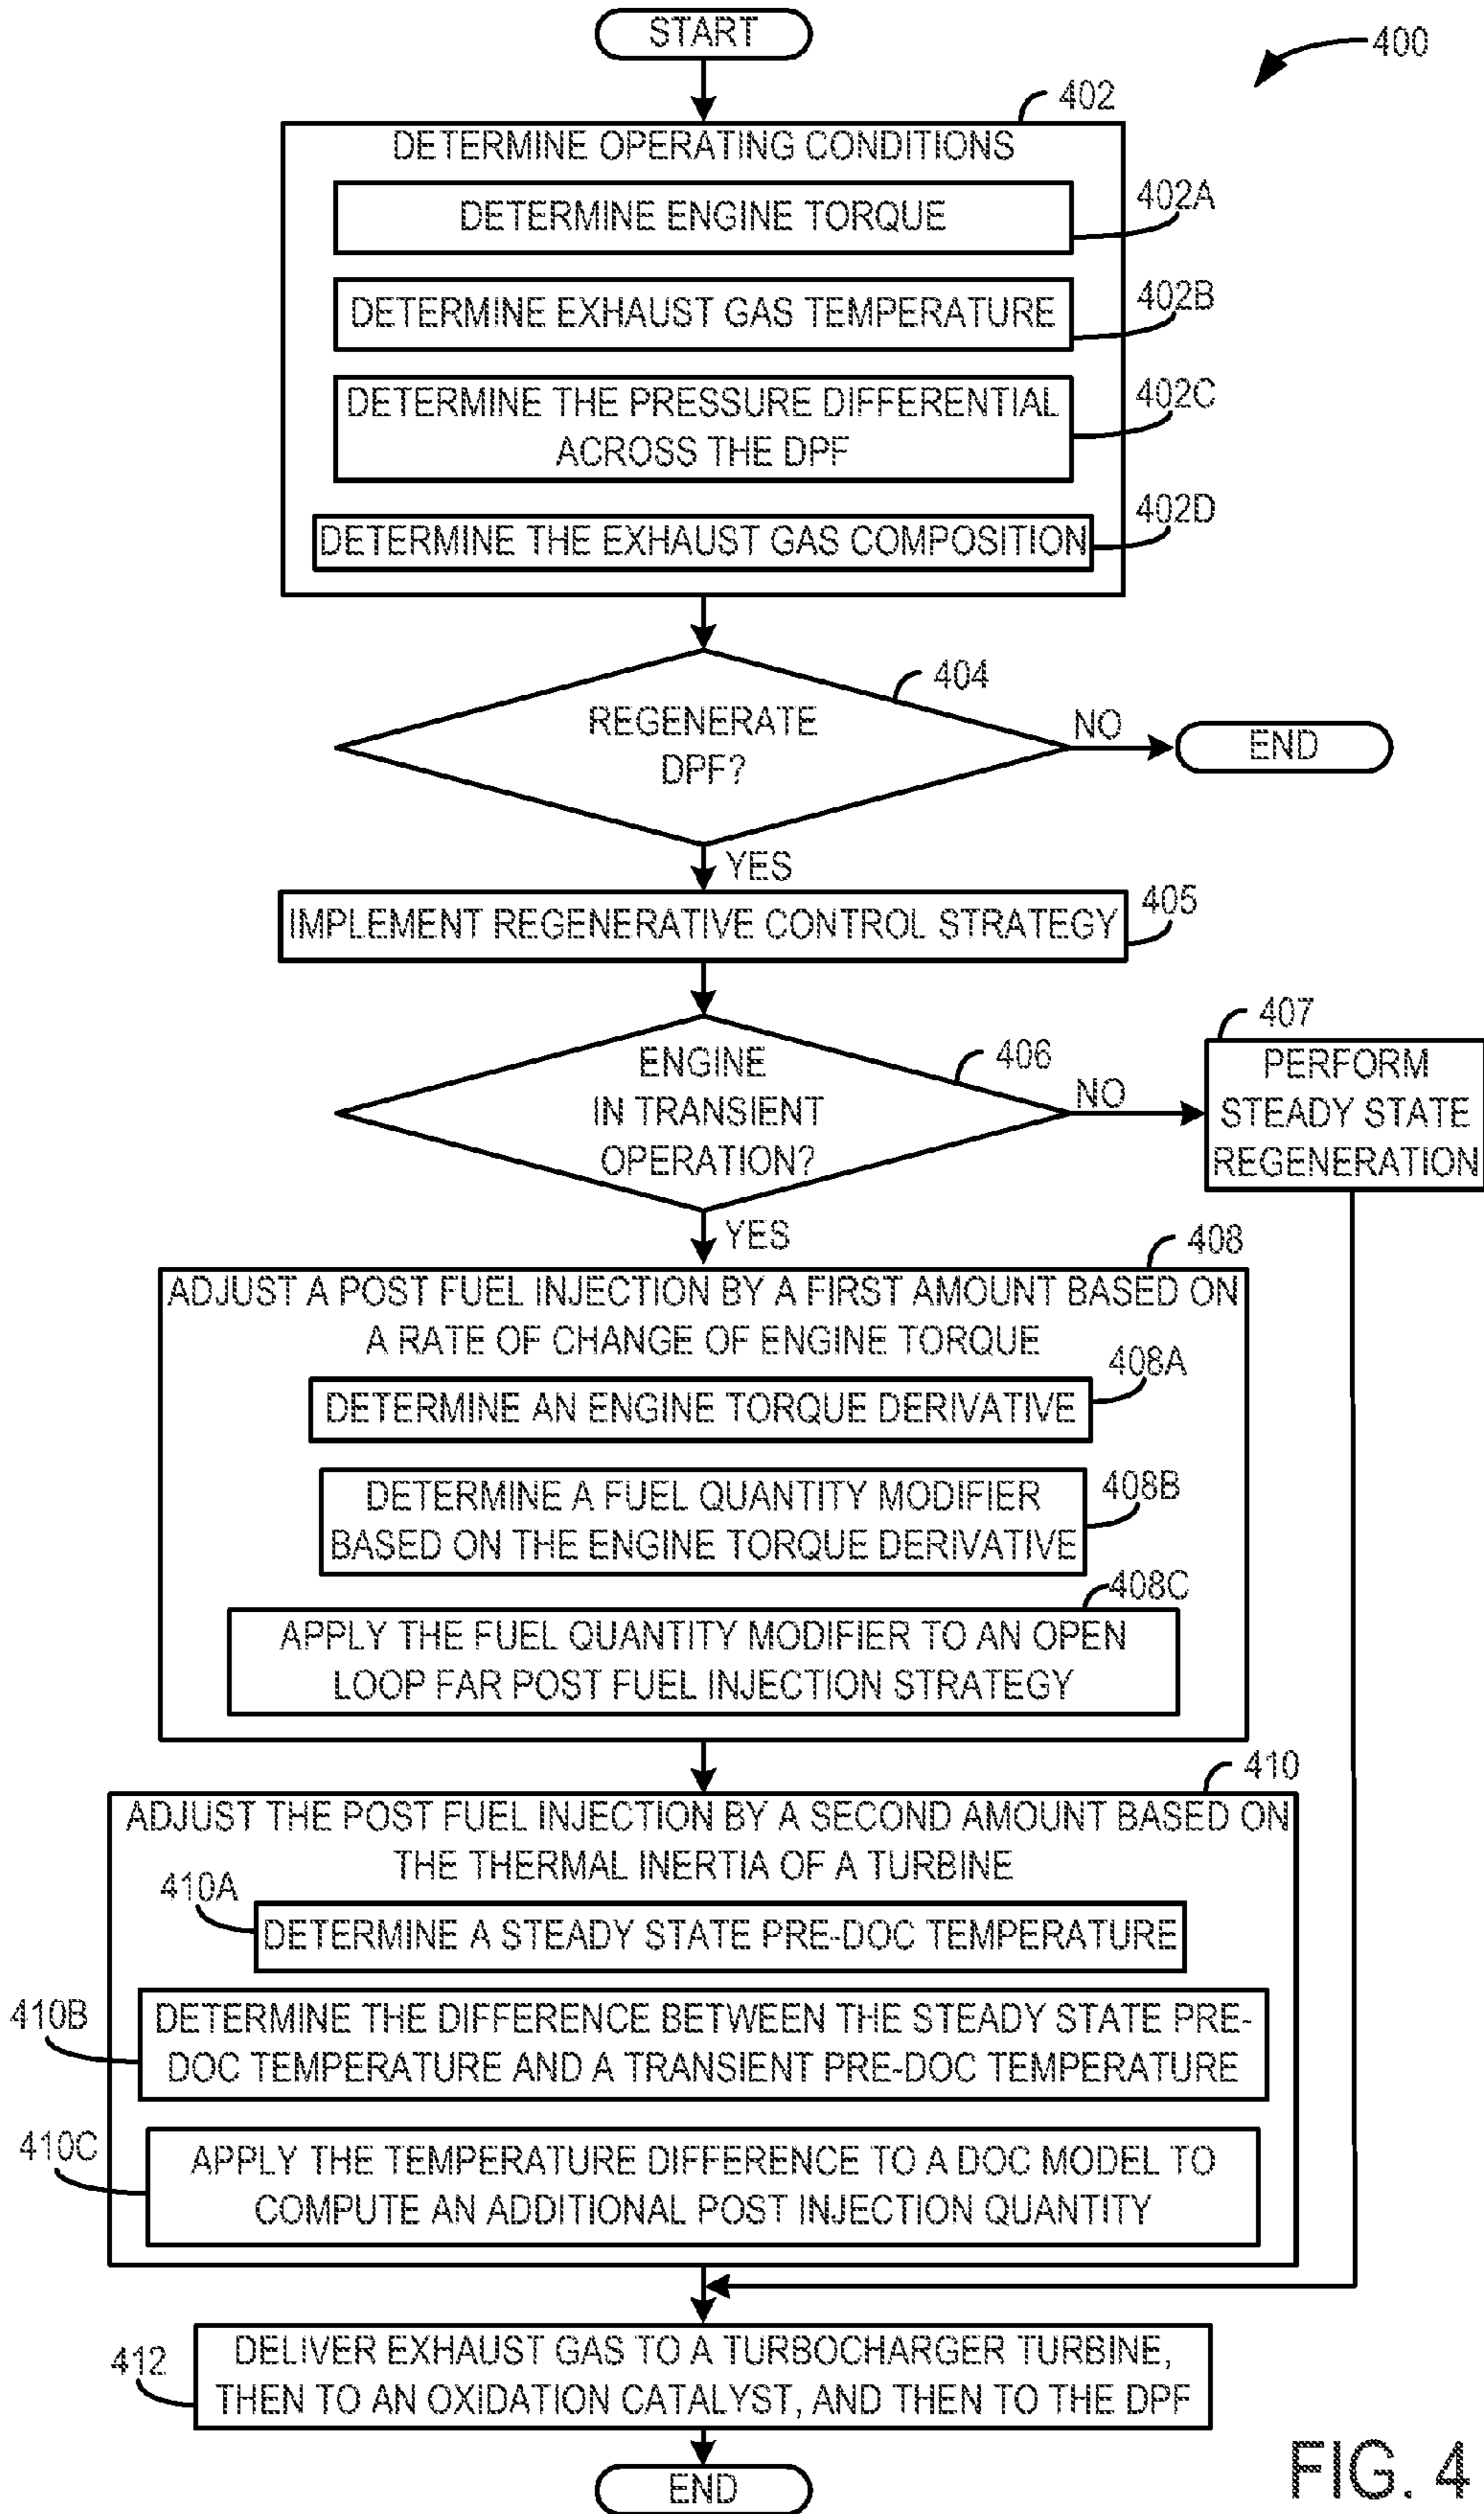 START
400
402
DETERMINE OPERATING CONDITIONS
402A
DETERMINE ENGINE TORQUE
402B
DETERMINE EXHAUST GAS TEMPERATURE
402C
DETERMINE THE PRESSURE DIFFERENTIAL
ACROSS THE DPF
402D
DETERMINE THE EXHAUST GAS COMPOSITION
404
REGENERATE
DPF?
NO
END
YES
405
IMPLEMENT REGENERATIVE CONTROL STRATEGY
406
ENGINE
IN TRANSIENT
OPERATION?
NO
407
PERFORM
STEADY STATE
REGENERATION
YES
408
ADJUST A POST FUEL INJECTION BY A FIRST AMOUNT BASED ON
A RATE OF CHANGE OF ENGINE TORQUE
408A
DETERMINE AN ENGINE TORQUE DERIVATIVE
408B
DETERMINE A FUEL QUANTITY MODIFIER
BASED ON THE ENGINE TORQUE DERIVATIVE
408C
APPLY THE FUEL QUANTITY MODIFIER TO AN OPEN
LOOP FAR POST FUEL INJECTION STRATEGY
410
ADJUST THE POST FUEL INJECTION BY A SECOND AMOUNT BASED ON
THE THERMAL INERTIA OF A TURBINE
410A
DETERMINE A STEADY STATE PRE-DOC TEMPERATURE
410B
DETERMINE THE DIFFERENCE BETWEEN THE STEADY STATE PRE-
DOC TEMPERATURE AND A TRANSIENT PRE-DOC TEMPERATURE
410C
APPLY THE TEMPERATURE DIFFERENCE TO A DOC MODEL TO
COMPUTE AN ADDITIONAL POST INJECTION QUANTITY
412
DELIVER EXHAUST GAS TO A TURBOCHARGER TURBINE,
THEN TO AN OXIDATION CATALYST, AND THEN TO THE DPF
END
FIG. 4